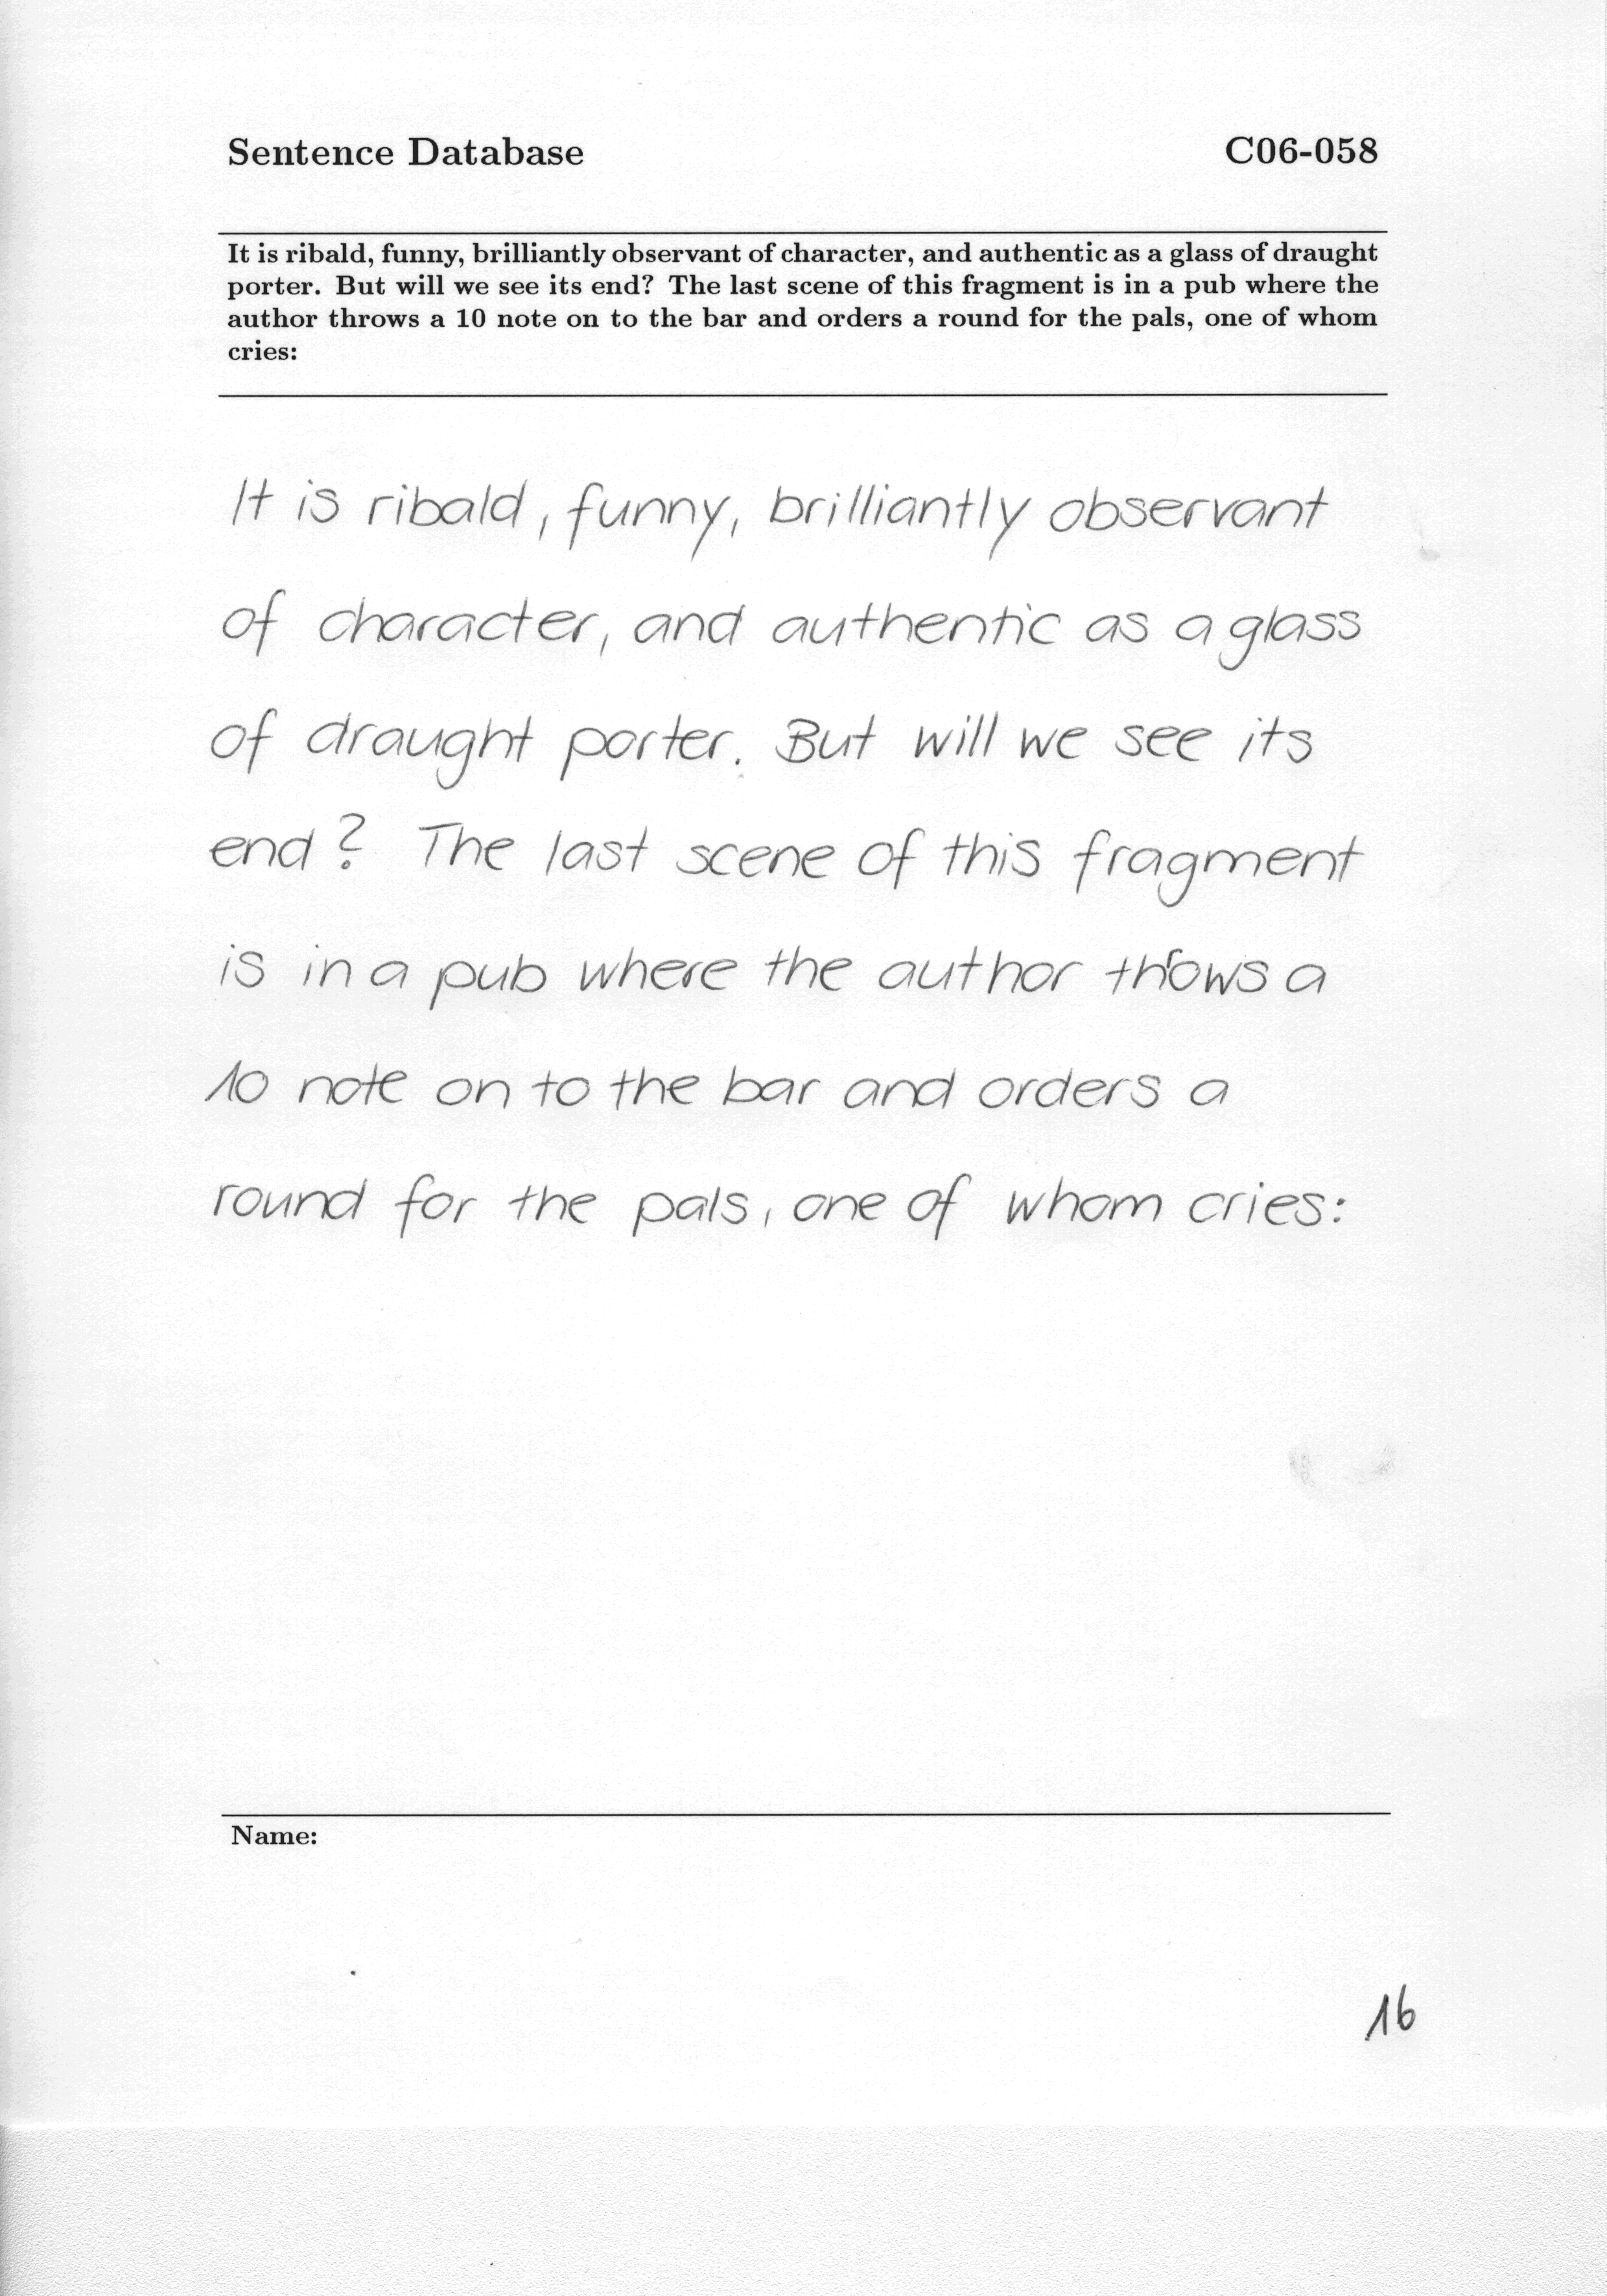 Sentence Database C06-058
It is ribald, funny, brilliantly observant of character, and authentic as a glass of draught
porter. But will we see its end? The last scene of this fragment is in a pub where the
author throws a 10 note on to the bar and orders a round for the pals, one of whom
cries:
It is ribald, funny, brilliantly observant
of character, and authentic as a glass
of draught porter. But will we see its
end? The last scene of this fragment
is in a pub where the author throws a
10 note on to the bar and orders a
round for the pals, one of whom cries:
Name:
16